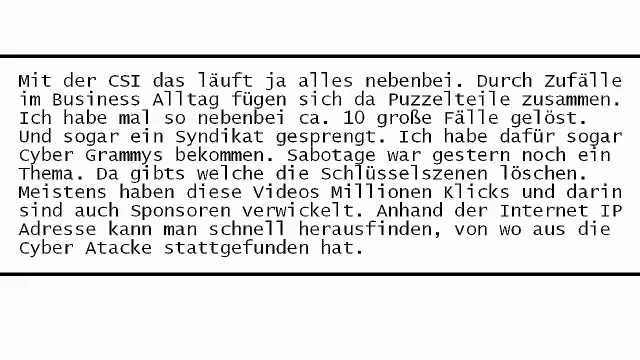 Mit der CSI das läuft ja alles nebenbei. Durch Zufälle
im Business Alltag fügen sich da Puzzelteile zusammen.
Ich habe mal so nebenbei ca. 10 große Fälle gelöst.
Und sogar ein Syndikat gesprengt. Ich habe dafür sogar
Cyber Grammys bekommen. Sabotage war gestern noch ein
Thema. Da gibts welche die Schlüsselszenen löschen.
Meistens haben diese Videos Millionen Klicks und darin
sind auch Sponsoren verwickelt. Anhand der Internet IP
Adresse kann man schnell herausfinden, von wo aus die
Cyber Atacke stattgefunden hat.